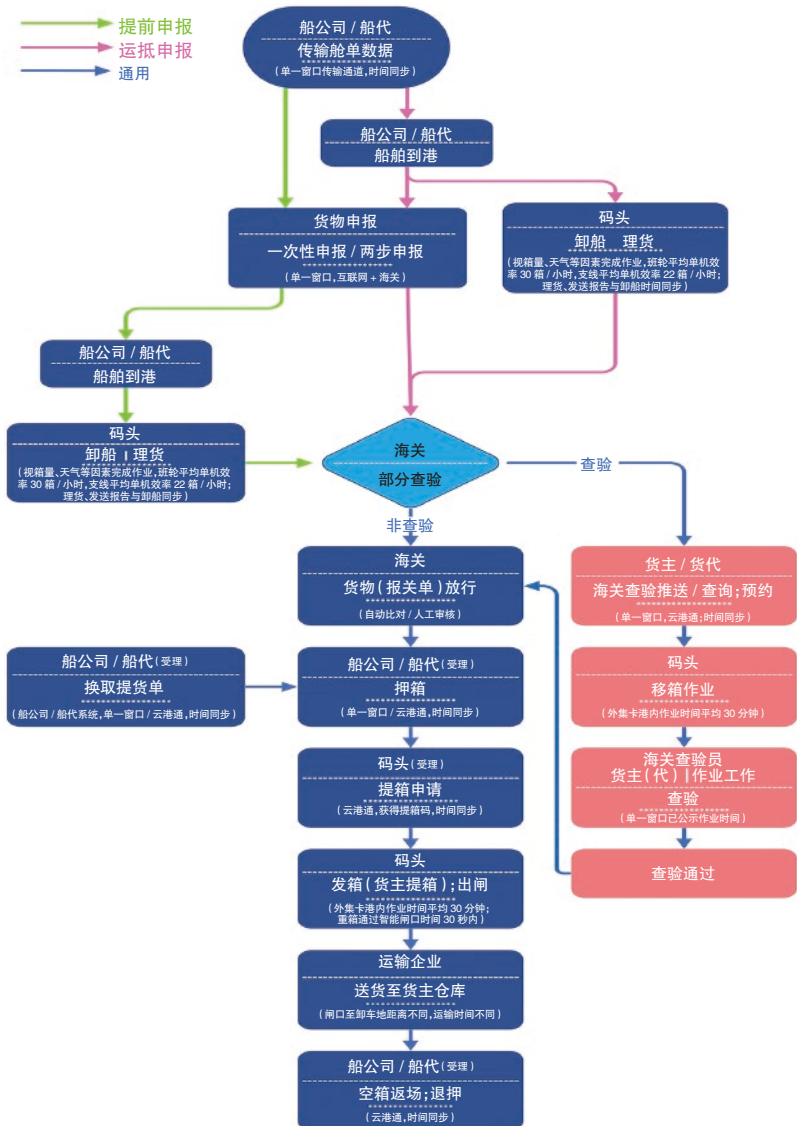 提前申报
运抵申报
通用
船公司 / 船代
传输舱单数据
(单一窗口传输通道,时间同步)
船公司 / 船代
船舶到港
货物申报
一次性申报 / 两步申报
(单一窗口,互联网 + 海关)
码头
卸船 理货
(视箱量、天气等因素完成作业,班轮平均单机效
率 30 箱 / 小时,支线平均单机效率 22 箱 / 小时;
理货、发送报告与卸船时间同步)
船公司 / 船代
船舶到港
码头
卸船 | 理货
(视箱量、天气等因素完成作业,班轮平均单机效
率 30 箱 / 小时,支线平均单机效率 22 箱 / 小时;
理货、发送报告与卸船同步)
海关
部分查验
查验
非查验
海关
货物(报关单)放行
(自动比对 / 人工审核)
货主 / 货代
海关查验推送 / 查询;预约
(单一窗口,云港通;时间同步)
船公司 / 船代(受理)
换取提货单
(船公司 / 船代系统,单一窗口 / 云港通,时间同步)
船公司 / 船代(受理)
押箱
(单一窗口 / 云港通,时间同步)
码头
移箱作业
(外集卡港内作业时间平均 30 分钟)
码头(受理)
提箱申请
(云港通,获得提箱码,时间同步)
海关查验员
货主(代) | 作业工作
查验
(单一窗口已公示作业时间)
码头
发箱(货主提箱);出闸
(外集卡港内作业时间平均 30 分钟;
重箱通过智能闸口时间 30 秒内)
查验通过
运输企业
送货至货主仓库
(闸口至卸车地距离不同,运输时间不同)
船公司 / 船代(受理)
空箱返场;退押
(云港通,时间同步)